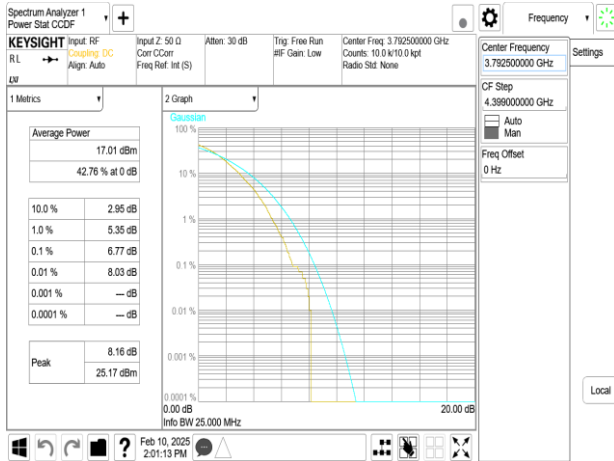 Spectrum Analyzer 1
Power Stat CCDF
+
Frequency
KEYSIGHT
RL
LXI
Input: RF
Coupling: DC
Align: Auto
Input Z: 50 Ω
Corr CCorr
Freq Ref: Int (S)
Atten: 30 dB
Trig: Free Run
#IF Gain: Low
Center Freq: 3.792500000 GHz
Counts: 10.0 k/10.0 kpt
Radio Std: None
Center Frequency
3.792500000 GHz
Settings
CF Step
4.399000000 GHz
Auto
Man
Freq Offset
0 Hz
Local
1 Metrics
Average Power
17.01 dBm
42.76 % at 0 dB
10.0 % 2.95 dB
1.0 % 5.35 dB
0.1 % 6.77 dB
0.01 % 8.03 dB
0.001 % --- dB
0.0001 % --- dB
Peak 8.16 dB
25.17 dBm
2 Graph
Gaussian
100 %
10 %
1 %
0.1 %
0.01 %
0.001 %
0.0001 %
0.00 dB 20.00 dB
Info BW 25.000 MHz
? Feb 10, 2025
2:01:13 PM